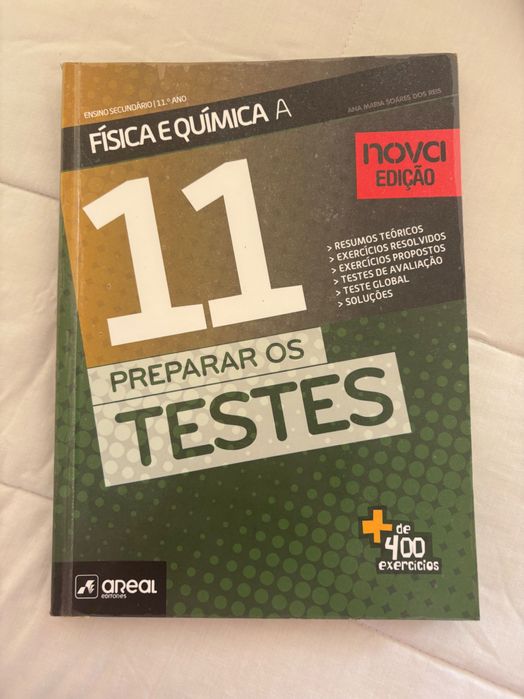 ENSINO SECUNDÁRIO | 11.º ANO
FÍSICA E QUÍMICA A
ANA MARIA SOARES DOS REIS
nova
EDIÇÃO
11
> RESUMOS TEÓRICOS
> EXERCÍCIOS RESOLVIDOS
> EXERCÍCIOS PROPOSTOS
> TESTES DE AVALIAÇÃO
> TESTE GLOBAL
> SOLUÇÕES
PREPARAR OS
TESTES
+ de
400
exercícios
areal
editores